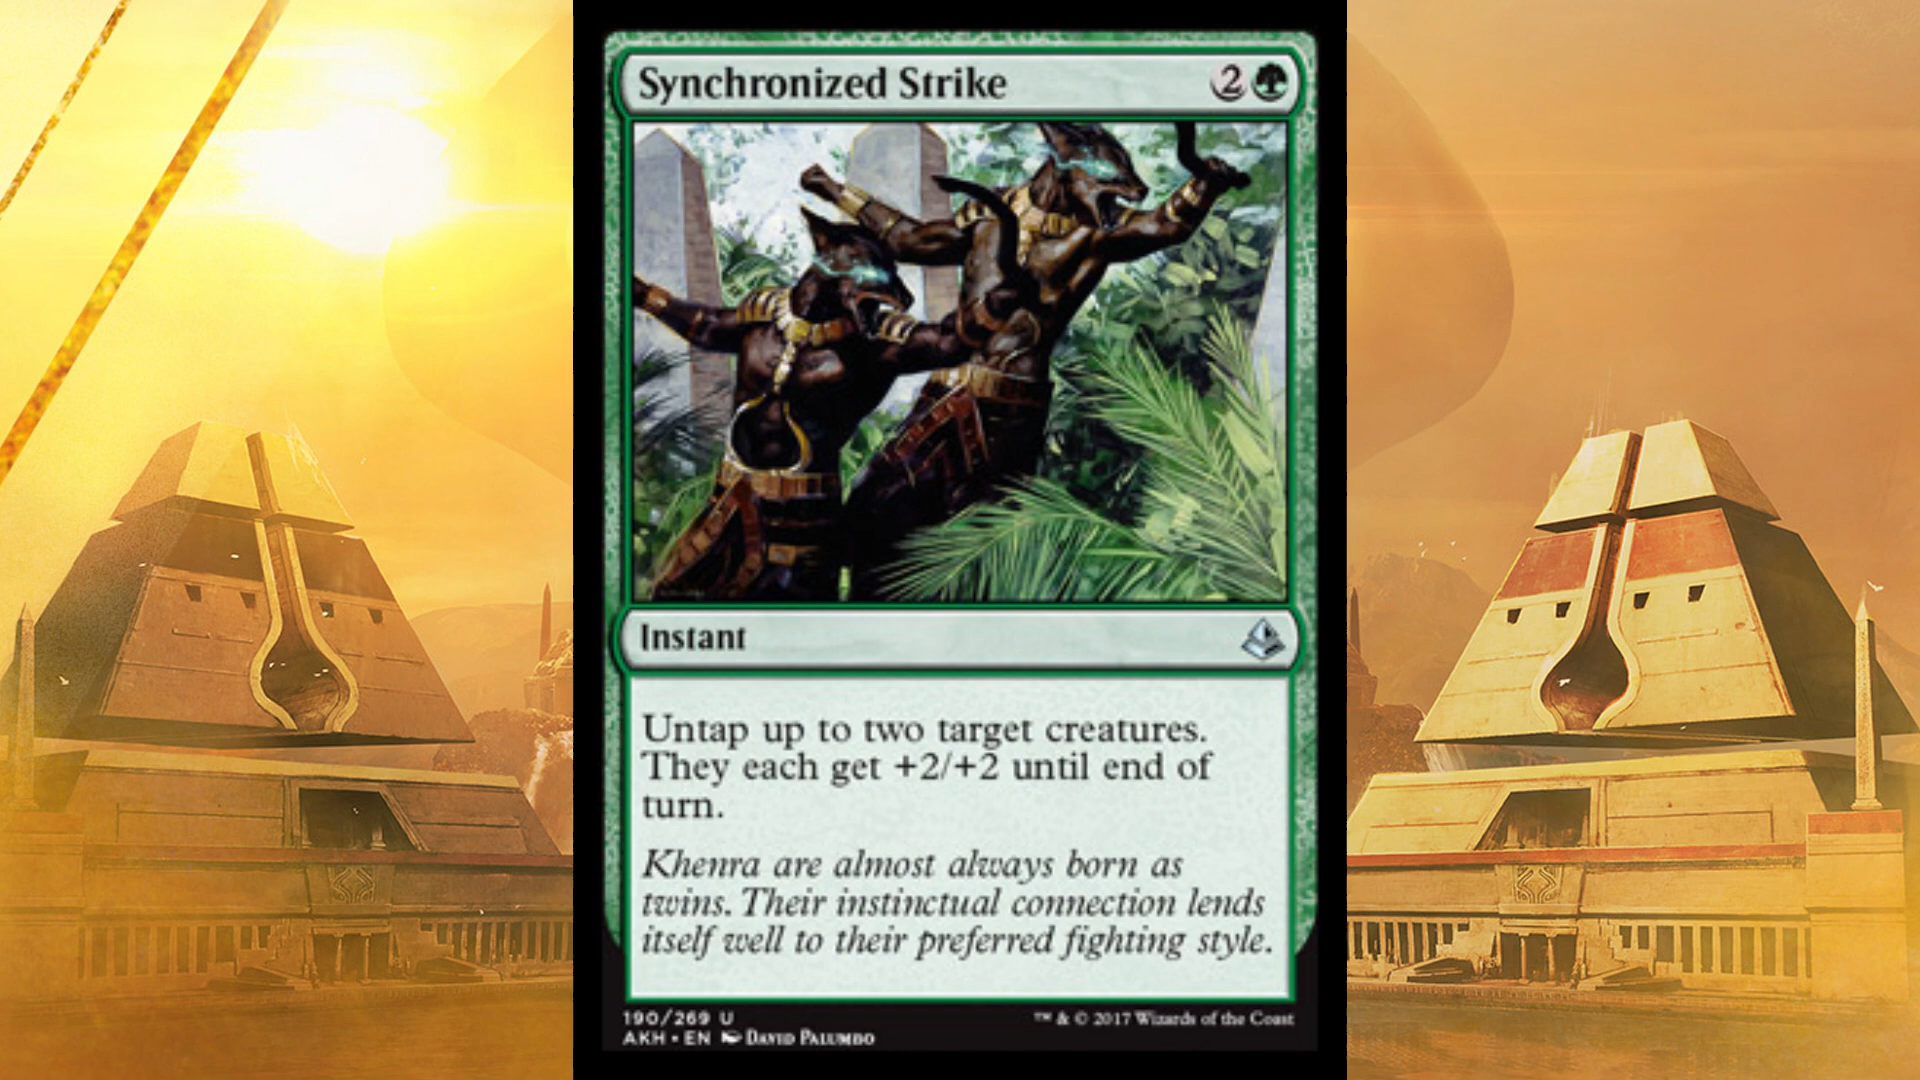 Synchronized Strike 2
Instant
Untap up to two target creatures.
They each get +2/+2 until end of
turn.
Khenra are almost always born as
twins. Their instinctual connection lends
itself well to their preferred fighting style.
190/269 U
™ & © 2017 Wizards of the Coast
AKH • EN David Palumbo